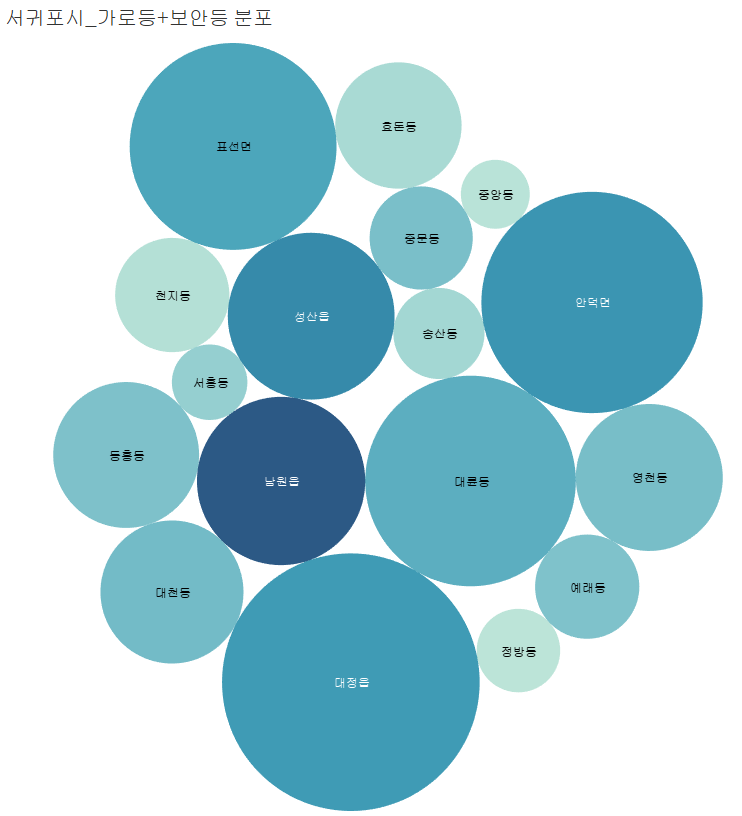 서귀포시_가로등+보안등 분포
표선면
효돈동
중앙동
중문동
천지동
성산읍
안덕면
송산동
서홍동
동홍동
남원읍
대륜동
영천동
대천동
예래동
정방동
대정읍